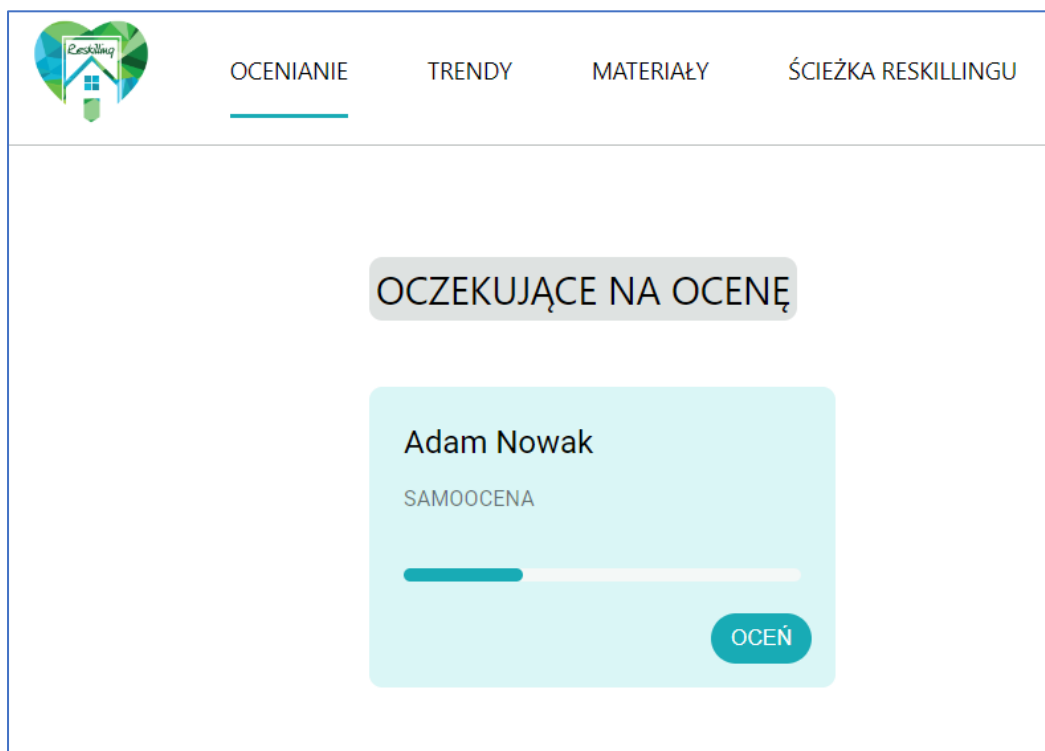 Reskilling
OCENIANIE TRENDY MATERIAŁY ŚCIEŻKA RESKILLINGU
OCZEKUJĄCE NA OCENĘ
Adam Nowak
SAMOOCENA
OCEŃ